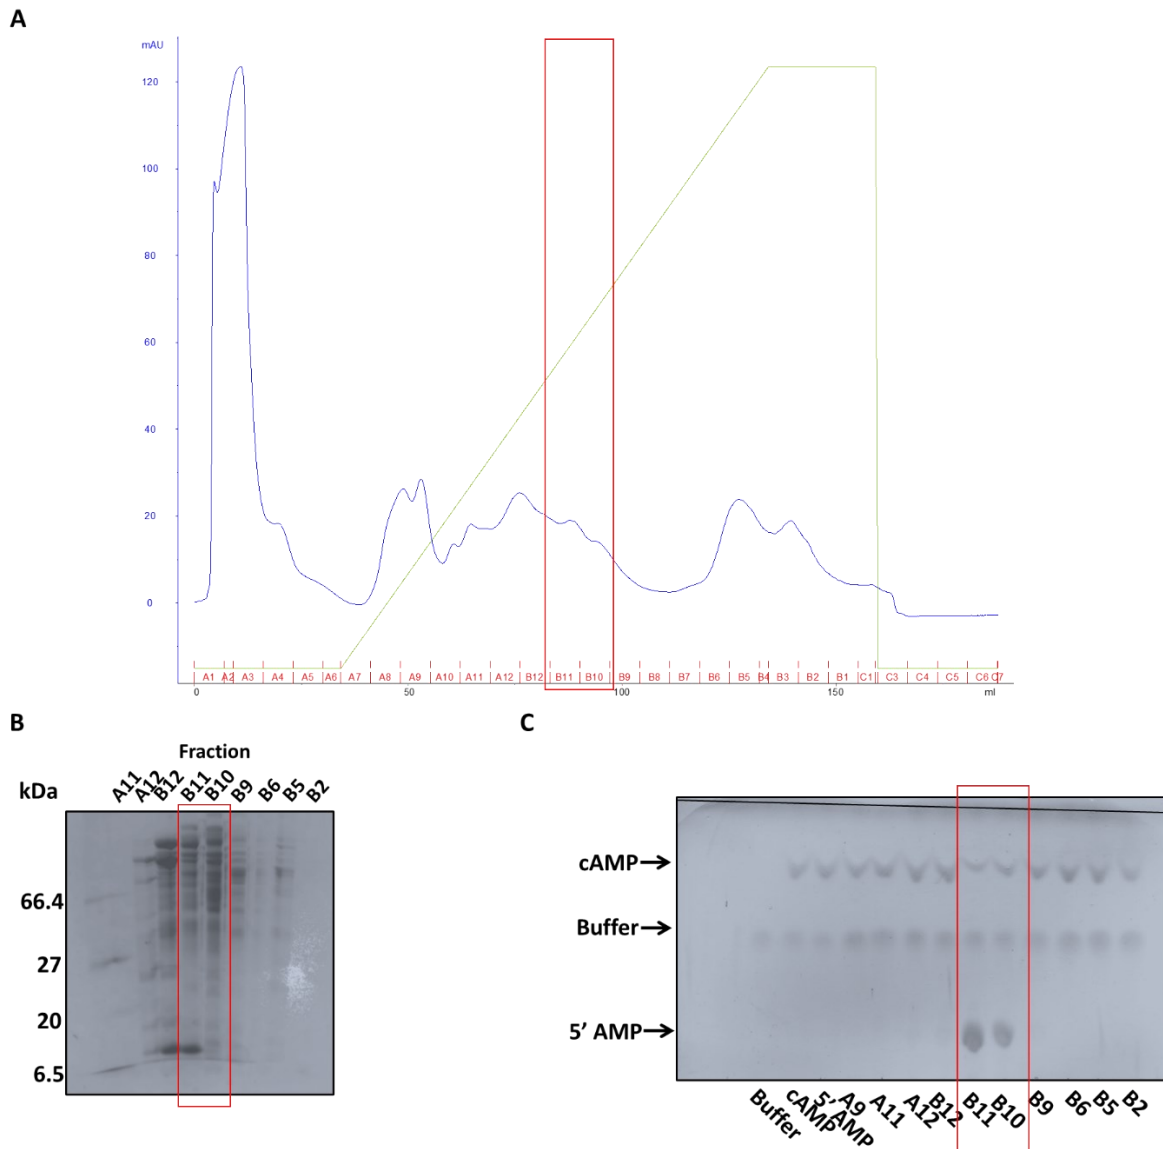 A
mAU
120
100
80
60
40
20
0
A1 A2 A3 A4 A5 A6 A7 A8 A9 A10 A11 A12 B12 B11 B10 B9 B8 B7 B6 B5 B4 B3 B2 B1 C1 C3 C4 C5 C6 C7
0 50 100 150 ml
B
Fraction
kDa
A11 A12 B12 B11 B10 B9 B6 B5 B2
66.4
27
20
6.5
C
cAMP
Buffer
5’ AMP
Buffer cAMP 5’ AMP A9 A11 A12 B12 B11 B10 B9 B6 B5 B2